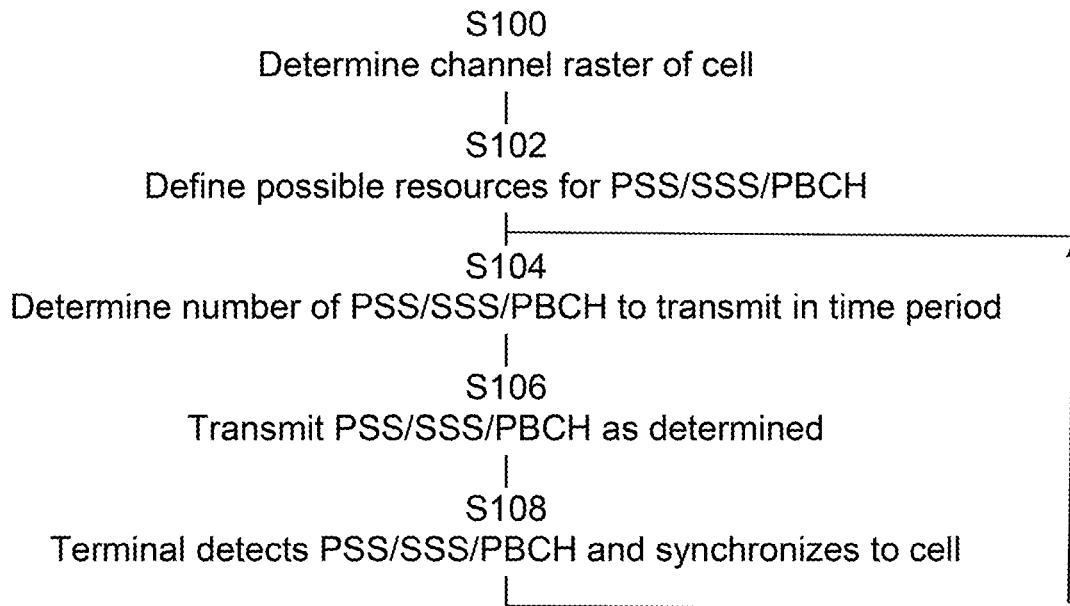 S100
Determine channel raster of cell
S102
Define possible resources for PSS/SSS/PBCH
S104
Determine number of PSS/SSS/PBCH to transmit in time period
S106
Transmit PSS/SSS/PBCH as determined
S108
Terminal detects PSS/SSS/PBCH and synchronizes to cell